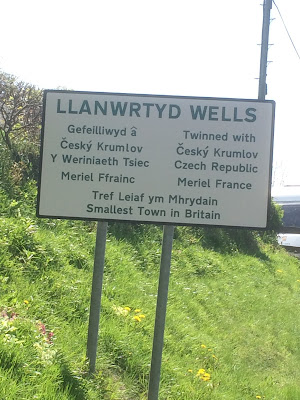 LLANWRTYD WELLS
Gefeilliwyd â
Český Krumlov
Y Weriniaeth Tsiec
Meriel Ffrainc
Twinned with
Český Krumlov
Czech Republic
Meriel France
Tref Leiaf ym Mhrydain
Smallest Town in Britain